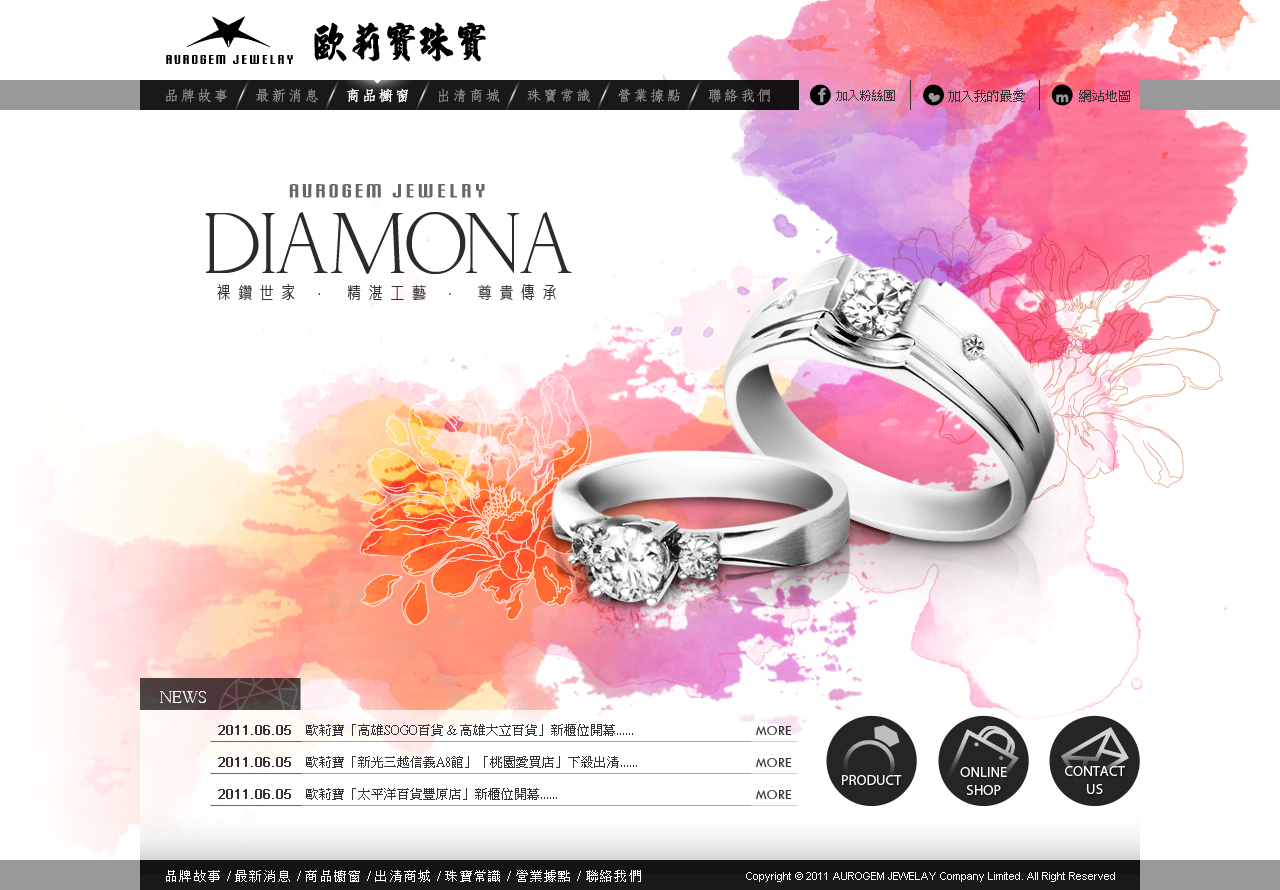 AUROGEM JEWELRY 歐莉寶珠寶
品牌故事 最新消息 商品櫥窗 出清商城 珠寶常識 營業據點 聯絡我們 加入粉絲團 加入我的最愛 網站地圖
AUROGEM JEWELRY
DIAMONA
裸鑽世家 · 精湛工藝 · 尊貴傳承
NEWS
2011.06.05 歐莉寶「高雄SOGO百貨 & 高雄大立百貨」新櫃位開幕...... MORE
2011.06.05 歐莉寶「新光三越信義A8館」「桃園愛買店」下殺出清...... MORE
2011.06.05 歐莉寶「太平洋百貨豐原店」新櫃位開幕...... MORE
PRODUCT
ONLINE
SHOP
CONTACT
US
品牌故事 / 最新消息 / 商品櫥窗 / 出清商城 / 珠寶常識 / 營業據點 / 聯絡我們 Copyright © 2011 AUROGEM JEWELAY Company Limited. All Right Reserved